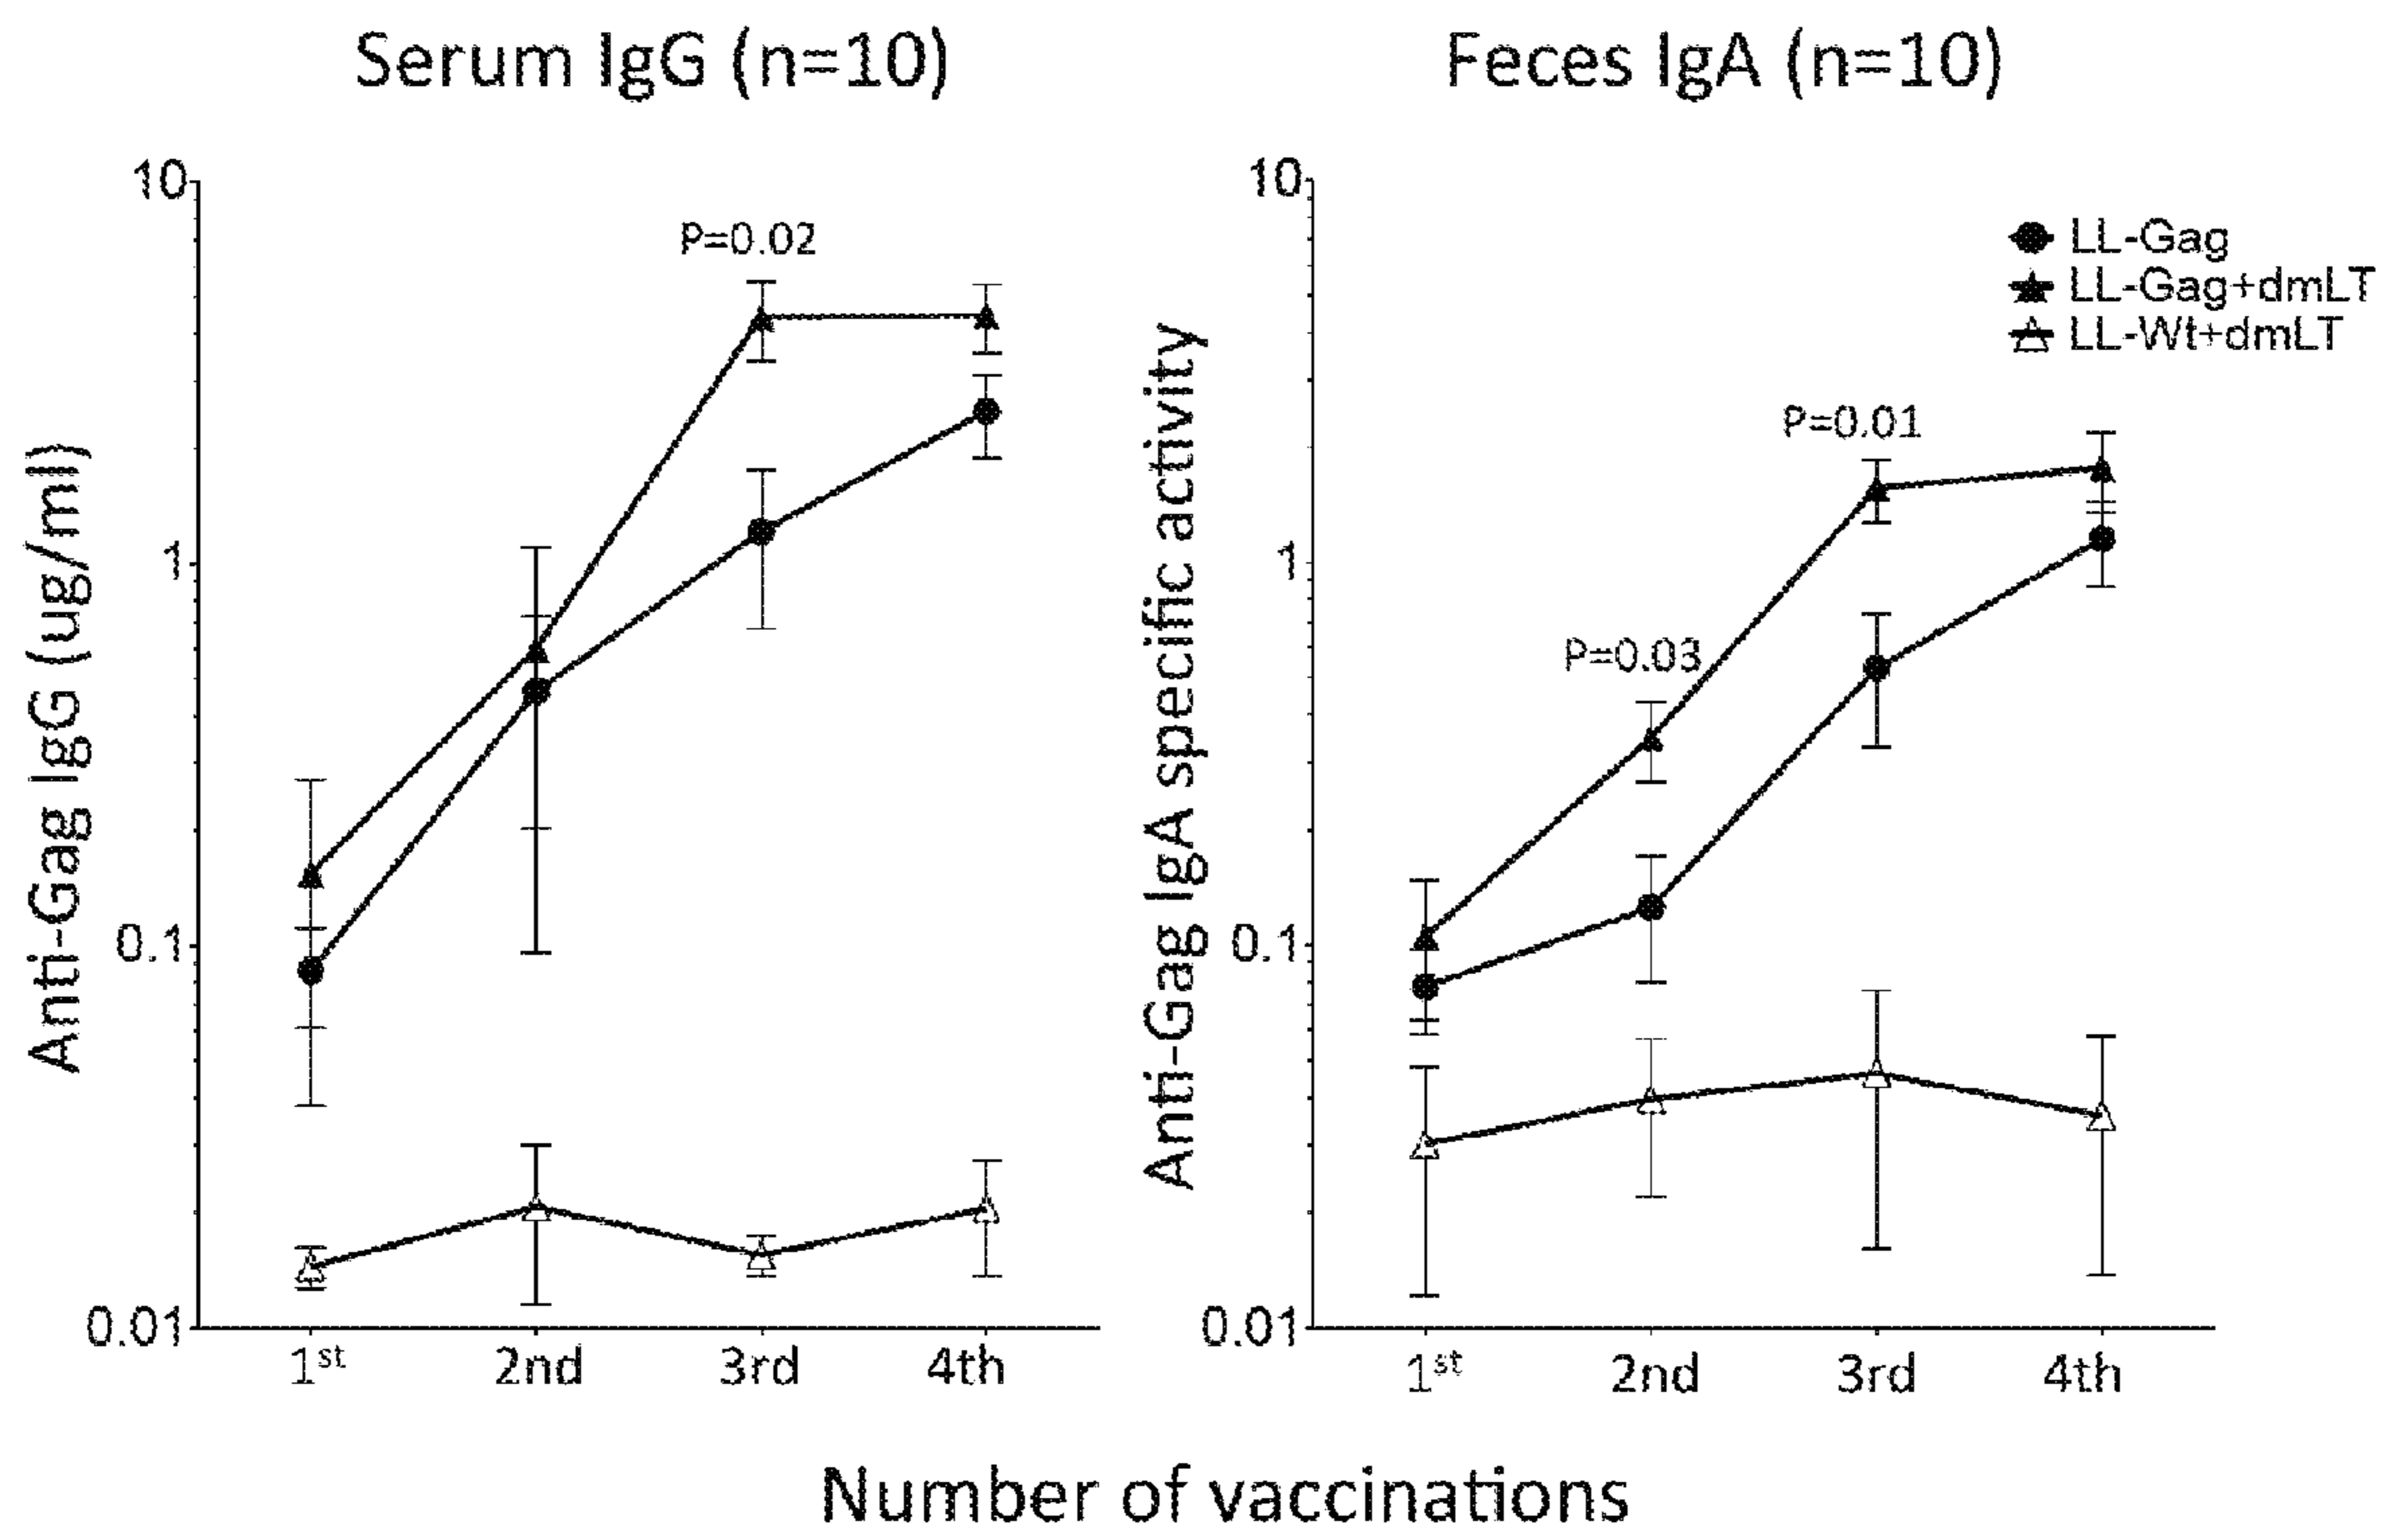 Serum IgG (n=10)
Anti-Gag IgG (ug/ml)
10
1
0.1
0.01
P=0.02
1st
2nd
3rd
4th
Feces IgA (n=10)
Anti-Gag IgA specific activity
10
1
0.1
0.01
P=0.03
P=0.01
LL-Gag
LL-Gag+dmLT
LL-Wt+dmLT
1st
2nd
3rd
4th
Number of vaccinations